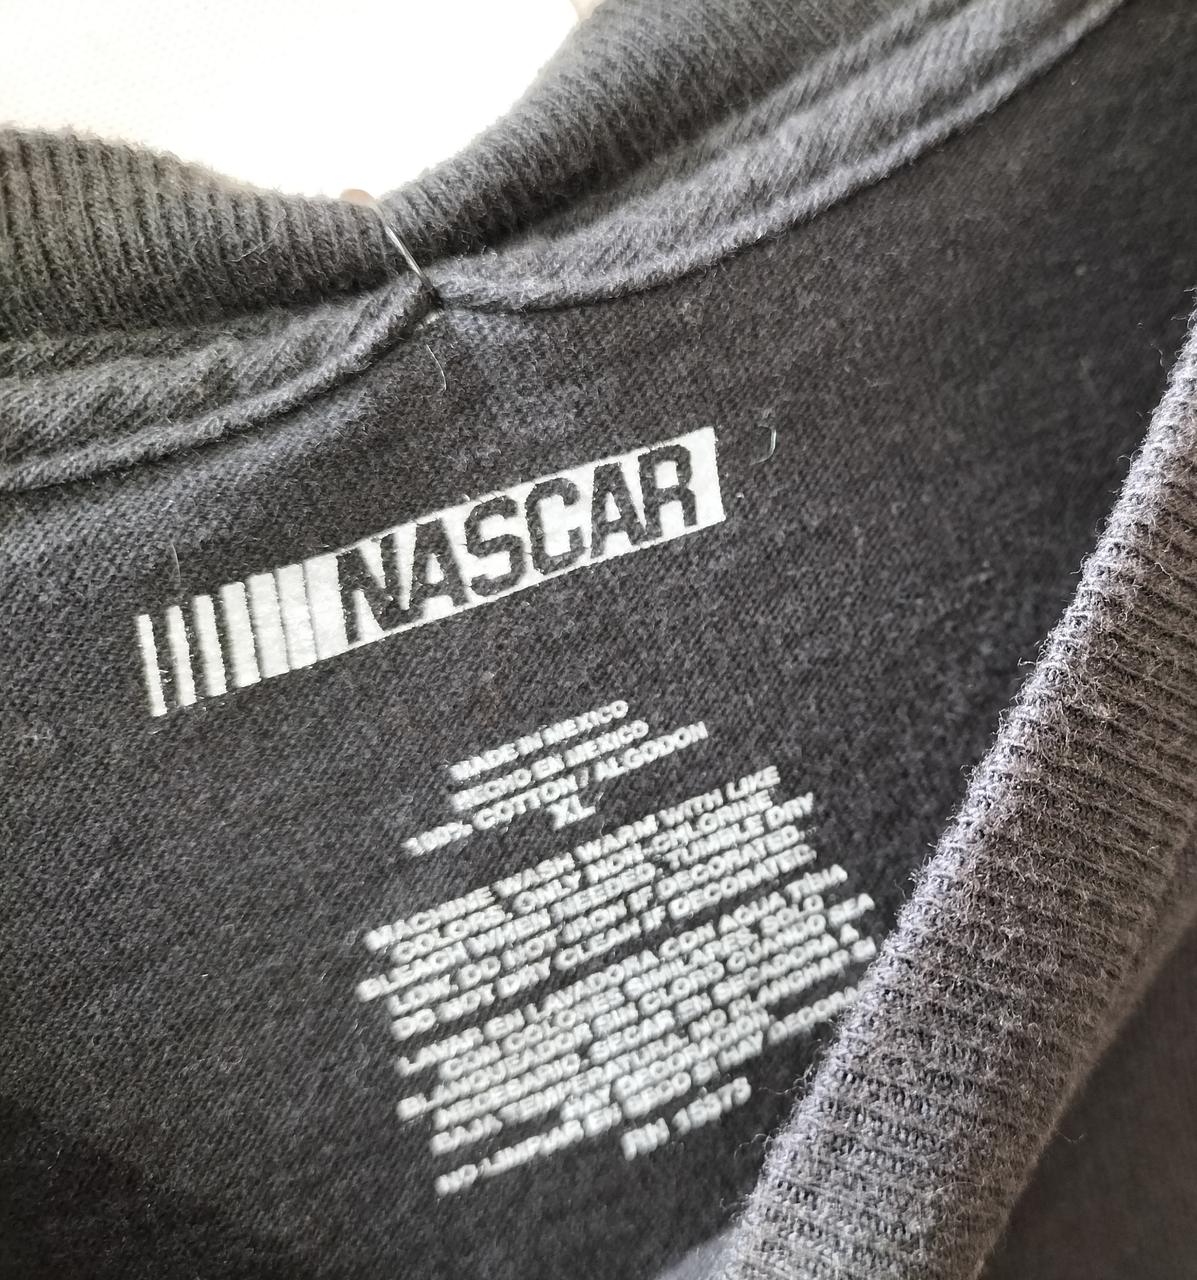 NASCAR
MADE IN MEXICO
HECHO EN MEXICO
100% COTTON / ALGODON
XL
MACHINE WASH WARM WITH LIKE
COLORS. ONLY NON-CHLORINE
BLEACH WHEN NEEDED. TUMBLE DRY
LOW. DO NOT IRON IF DECORATED.
DO NOT DRY CLEAN IF DECORATED.
LAVAR EN LAVADORA CON AGUA TIBIA
CON COLORES SIMILARES. SOLO
BLANQUEADOR SIN CLORO CUANDO SEA
NECESARIO. SECAR EN SECADORA A
BAJA TEMPERATURA. NO PLANCHAR SI
HAY DECORACION.
NO LIMPIAR EN SECO SI HAY
RN 15373